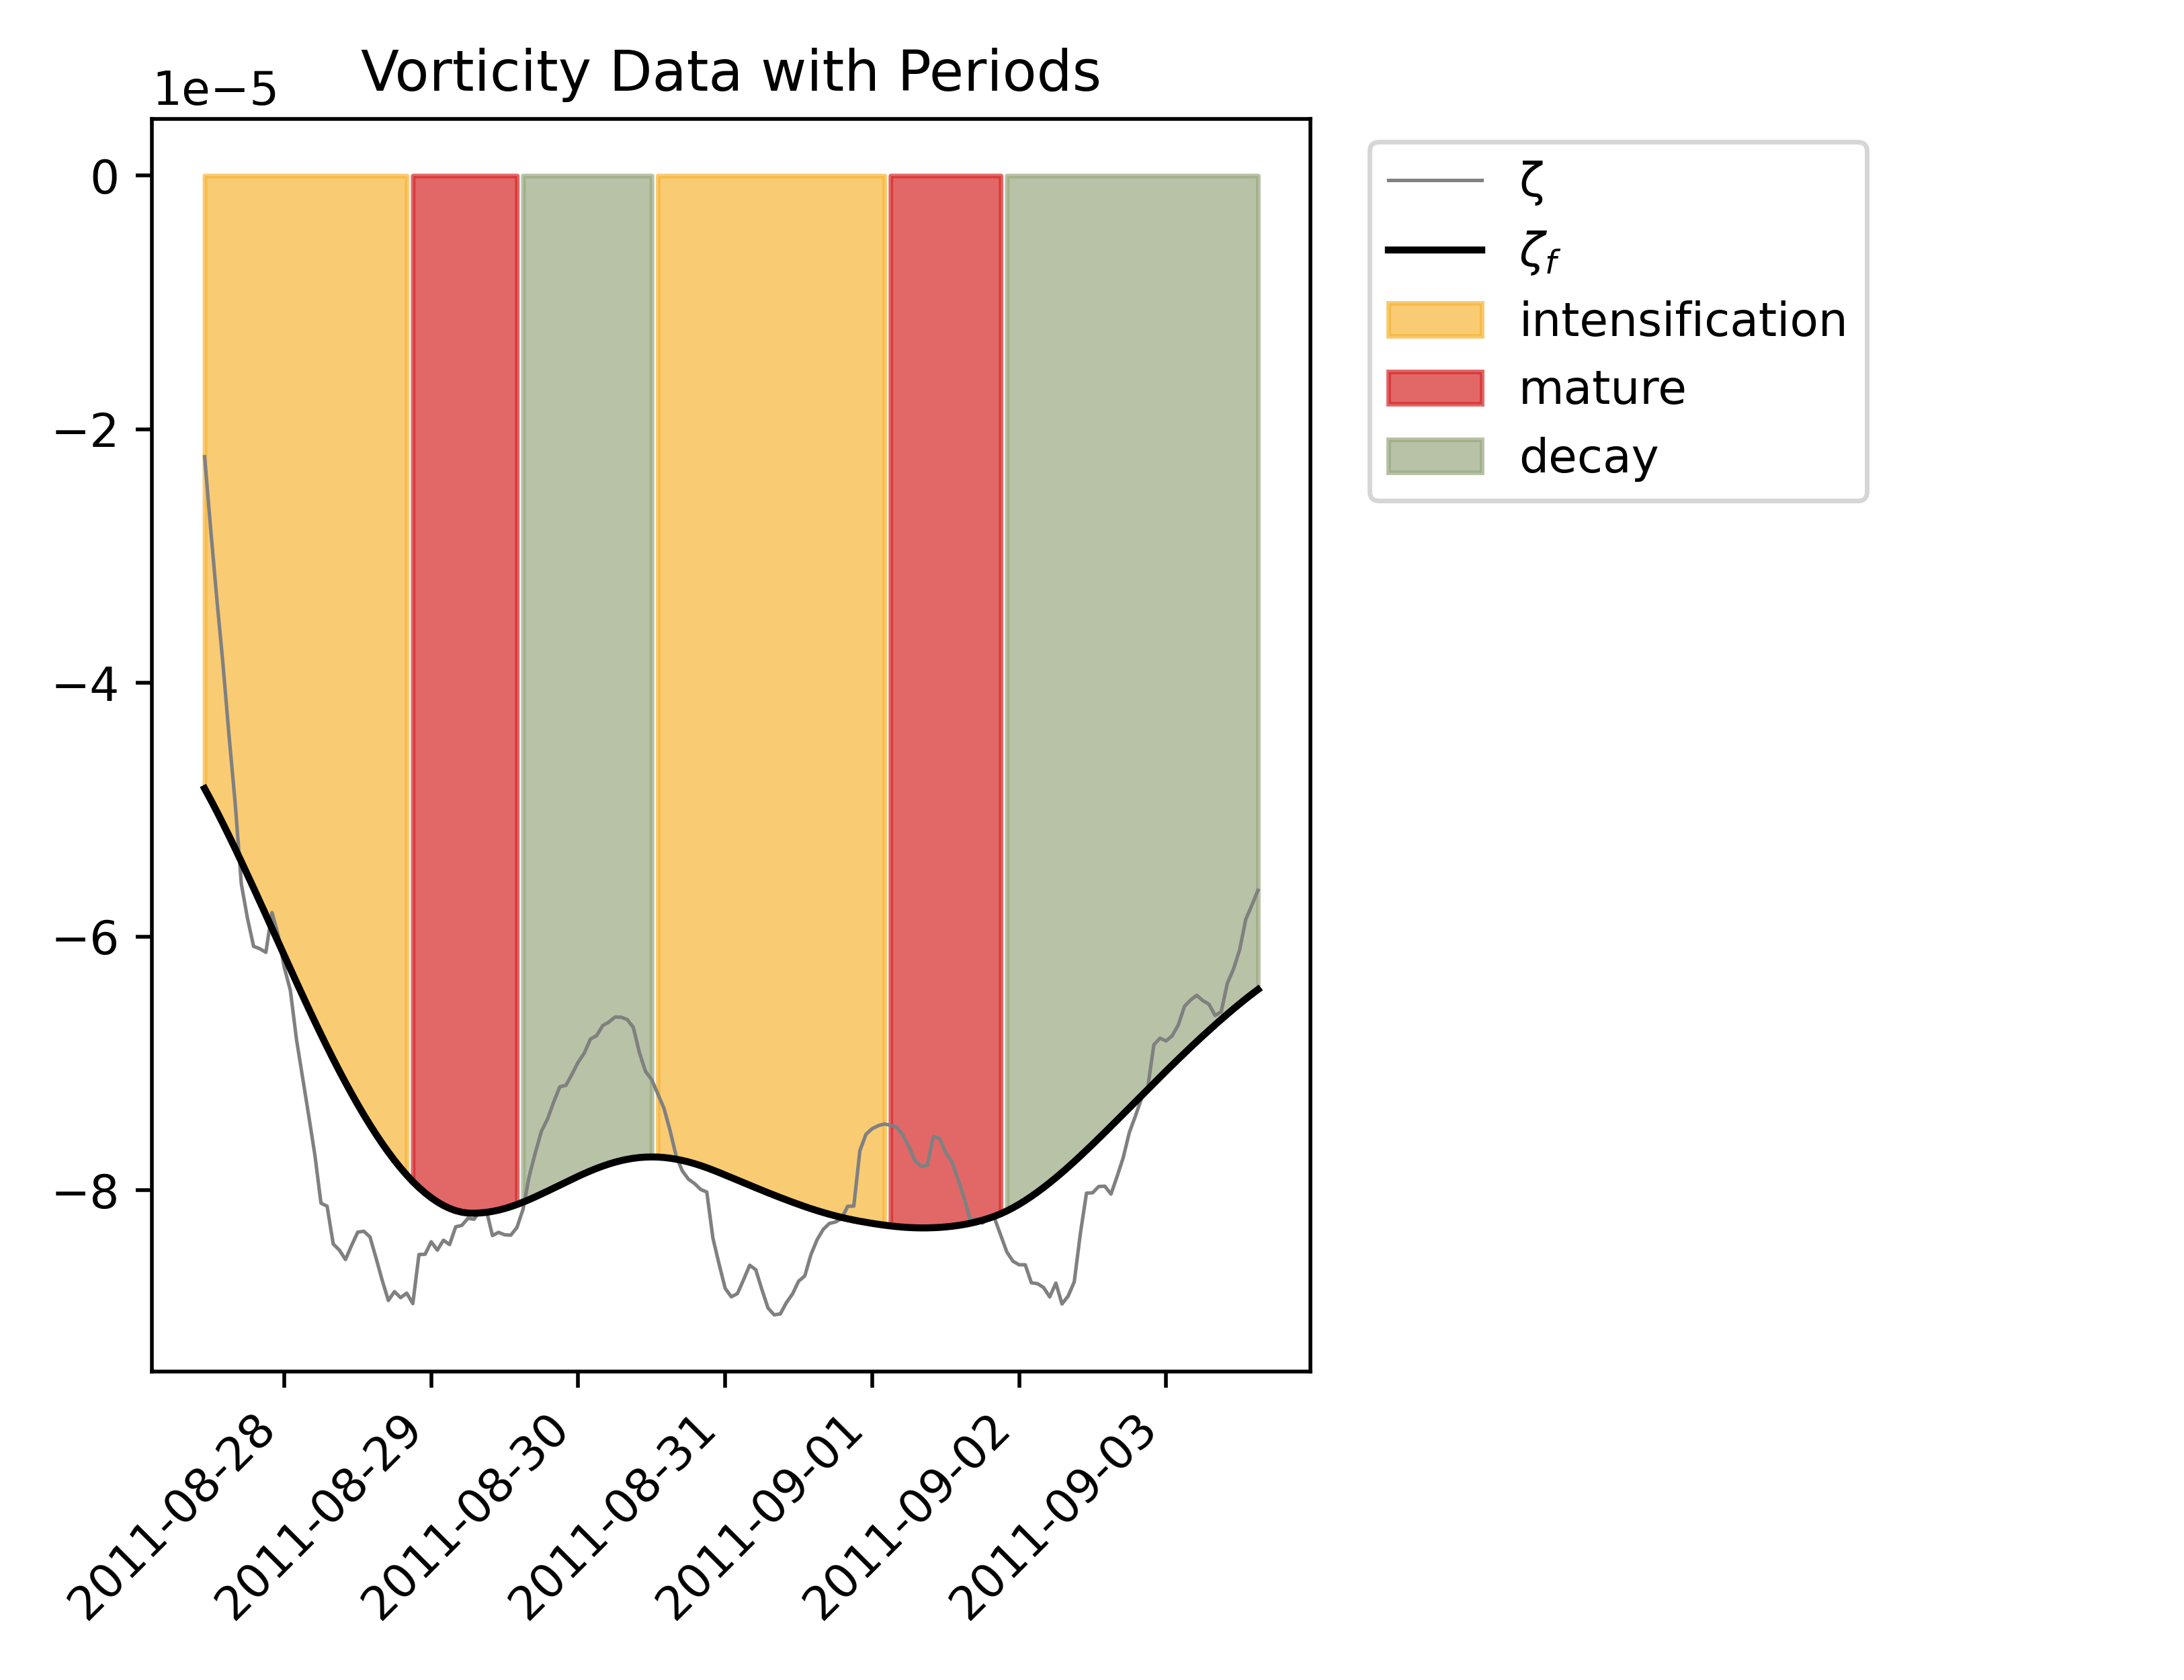 Vorticity Data with Periods
1e−5
0
−2
−4
−6
−8
2011-08-28
2011-08-29
2011-08-30
2011-08-31
2011-09-01
2011-09-02
2011-09-03
ζ
ζf
intensification
mature
decay